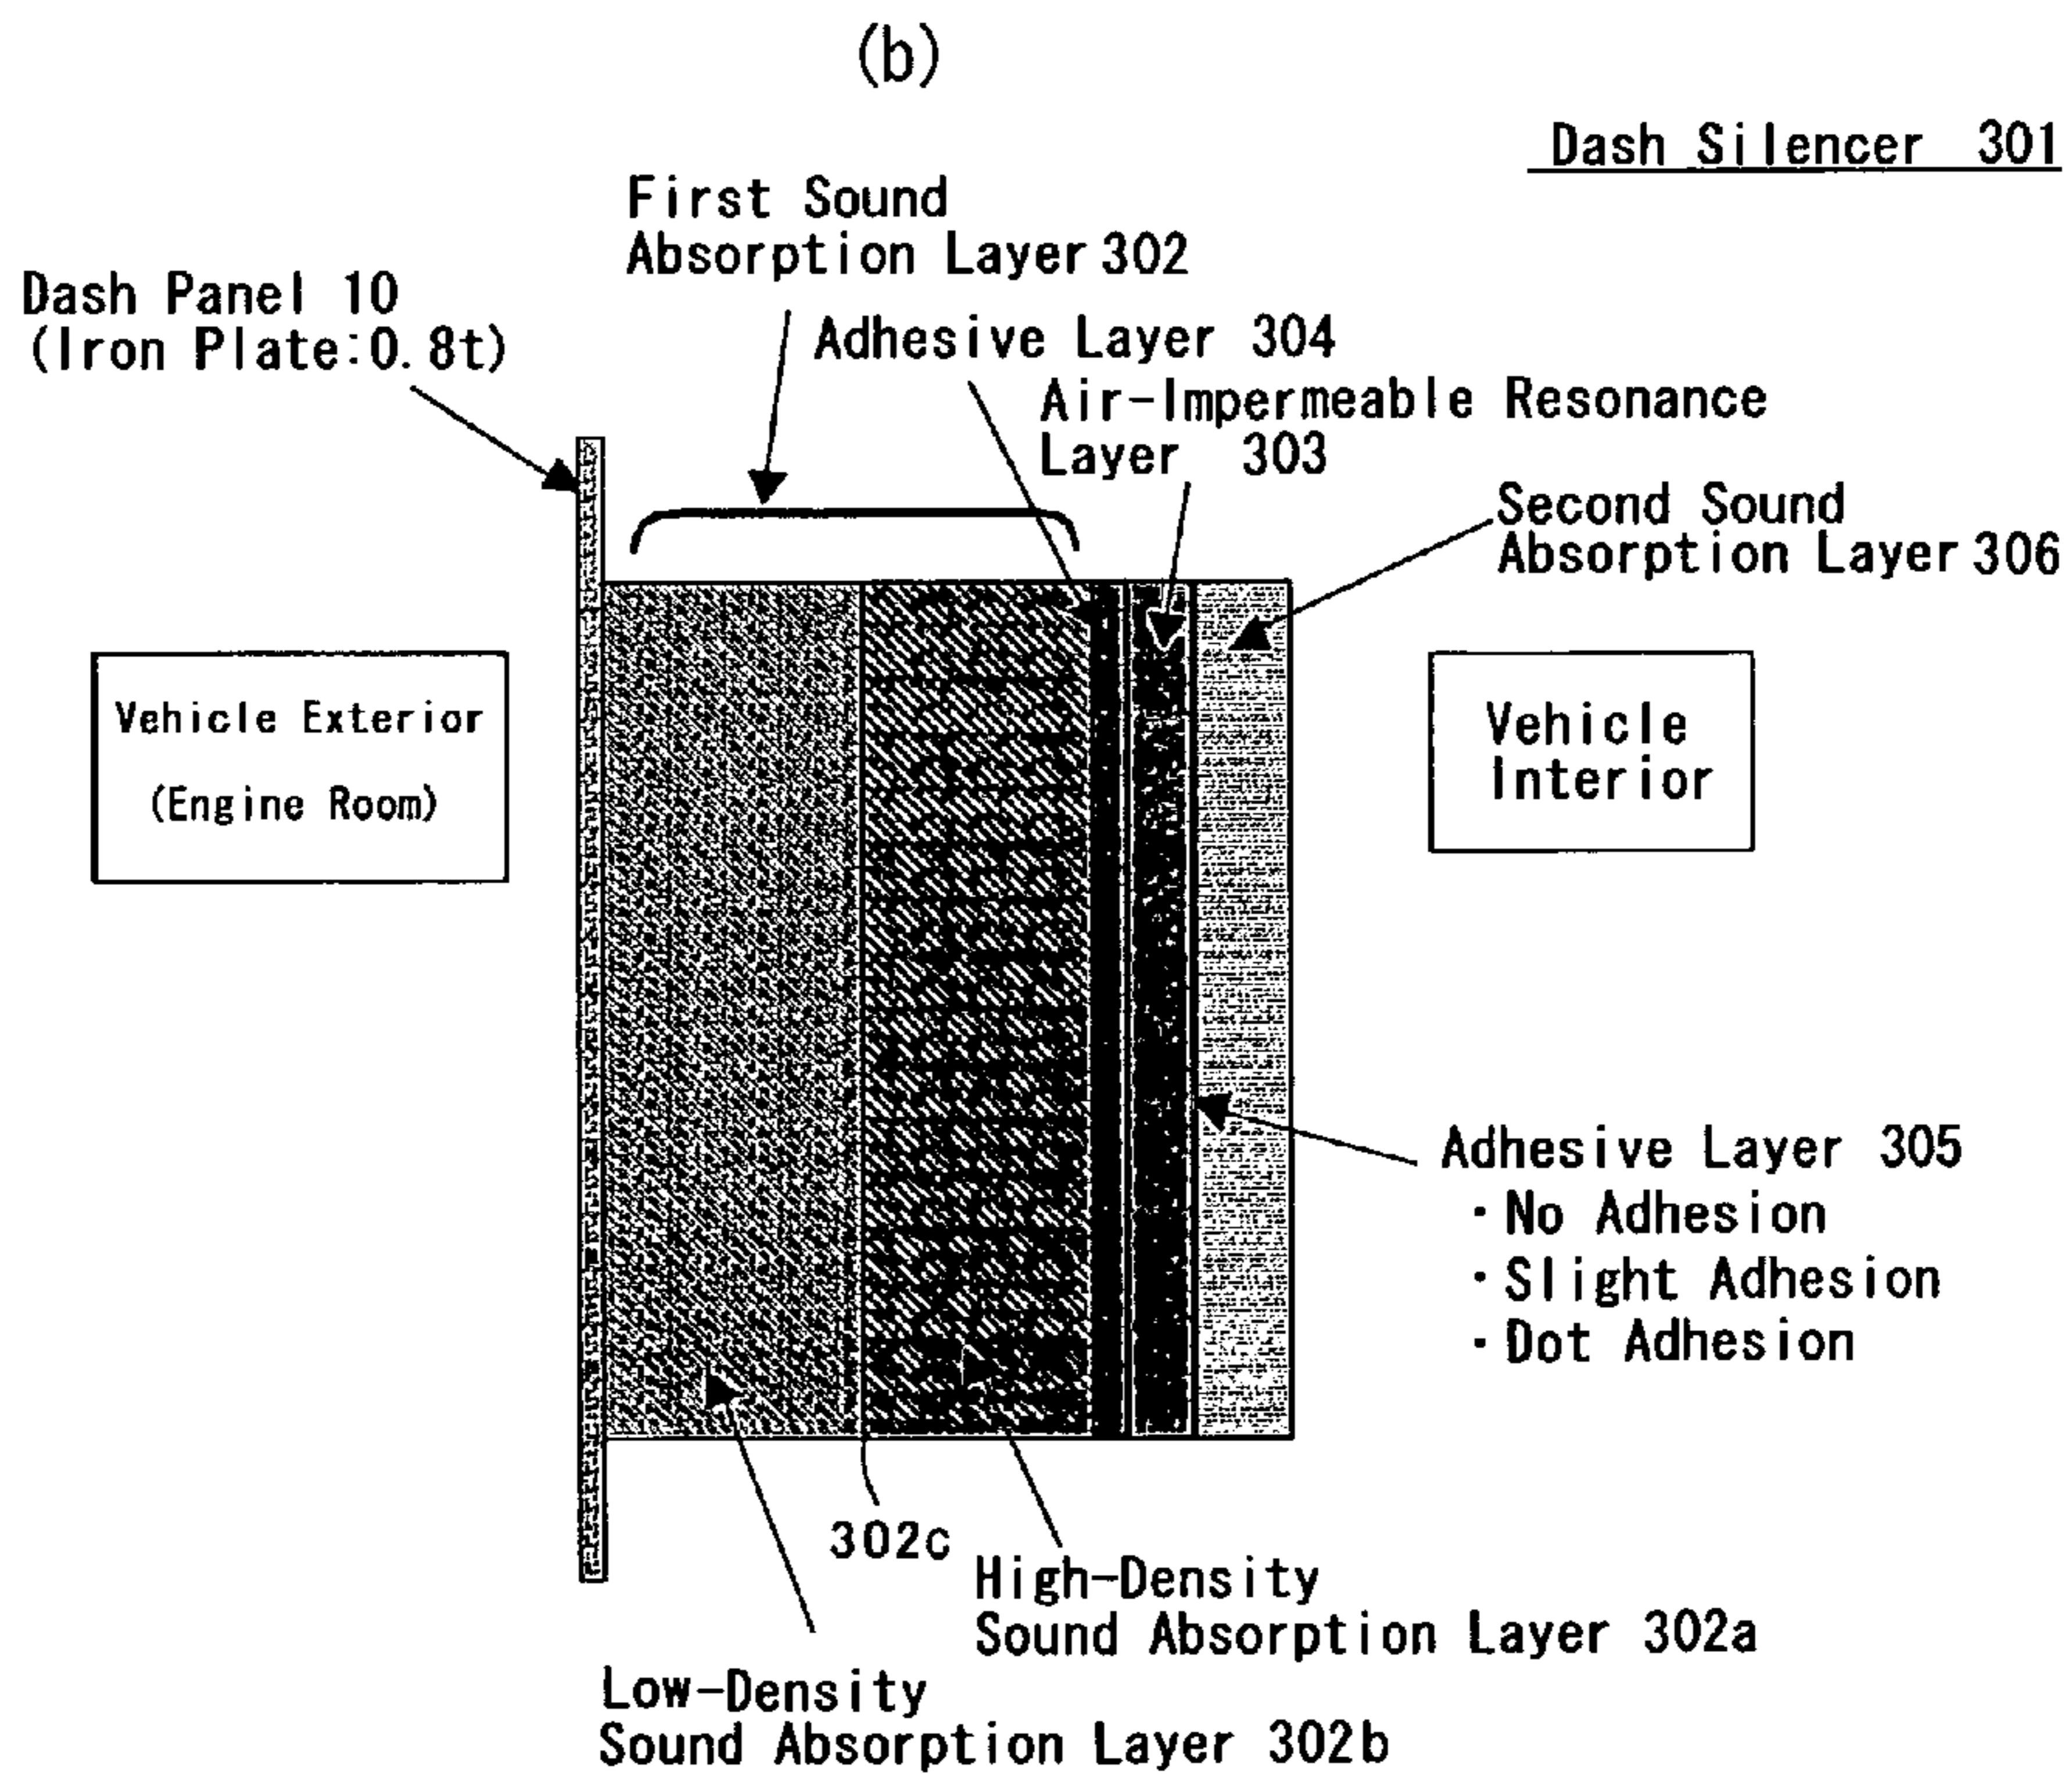 (b)
Dash Silencer 301
First Sound
Absorption Layer 302
Dash Panel 10
(Iron Plate:0.8t)
Adhesive Layer 304
Air-Impermeable Resonance
Layer 303
Second Sound
Absorption Layer 306
Vehicle Exterior
(Engine Room)
Vehicle
Interior
Adhesive Layer 305
・No Adhesion
・Slight Adhesion
・Dot Adhesion
302c
High-Density
Sound Absorption Layer 302a
Low-Density
Sound Absorption Layer 302b